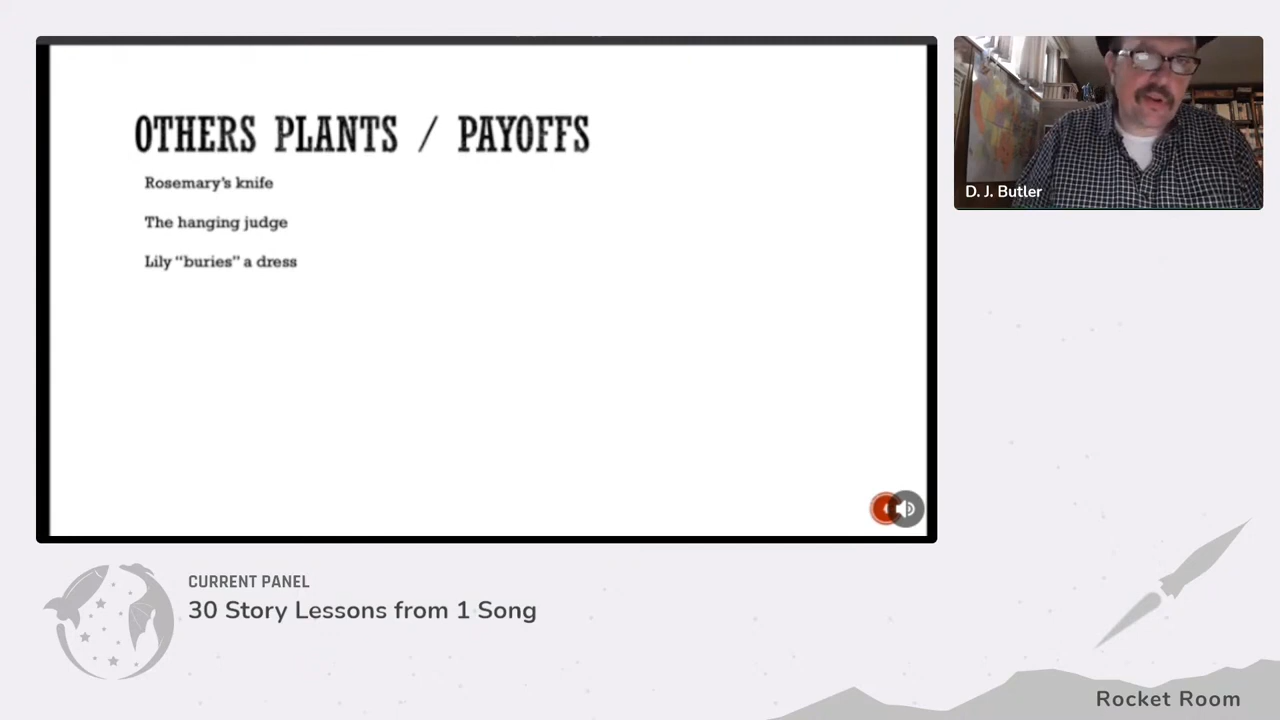 OTHERS PLANTS / PAYOFFS
Rosemary's knife
The hanging judge
Lily “buries” a dress
D. J. Butler
CURRENT PANEL
30 Story Lessons from 1 Song
Rocket Room